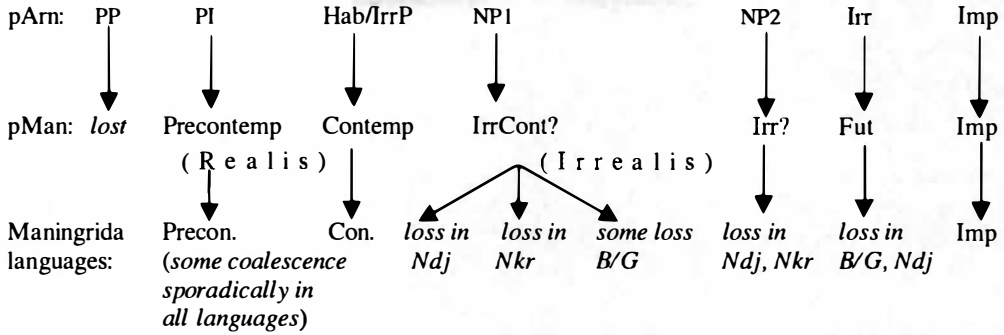 pArn: PP PI Hab/IrrP NP1 NP2 Irr Imp
pMan: lost Precontemp Contemp IrrCont? Irr? Fut Imp
(Realis) (Irrealis)
Maningrida Precon. Con. loss in loss in some loss loss in loss in Imp
languages: (some coalescence Ndj Nkr B/G Ndj, Nkr B/G, Ndj
sporadically in
all languages)